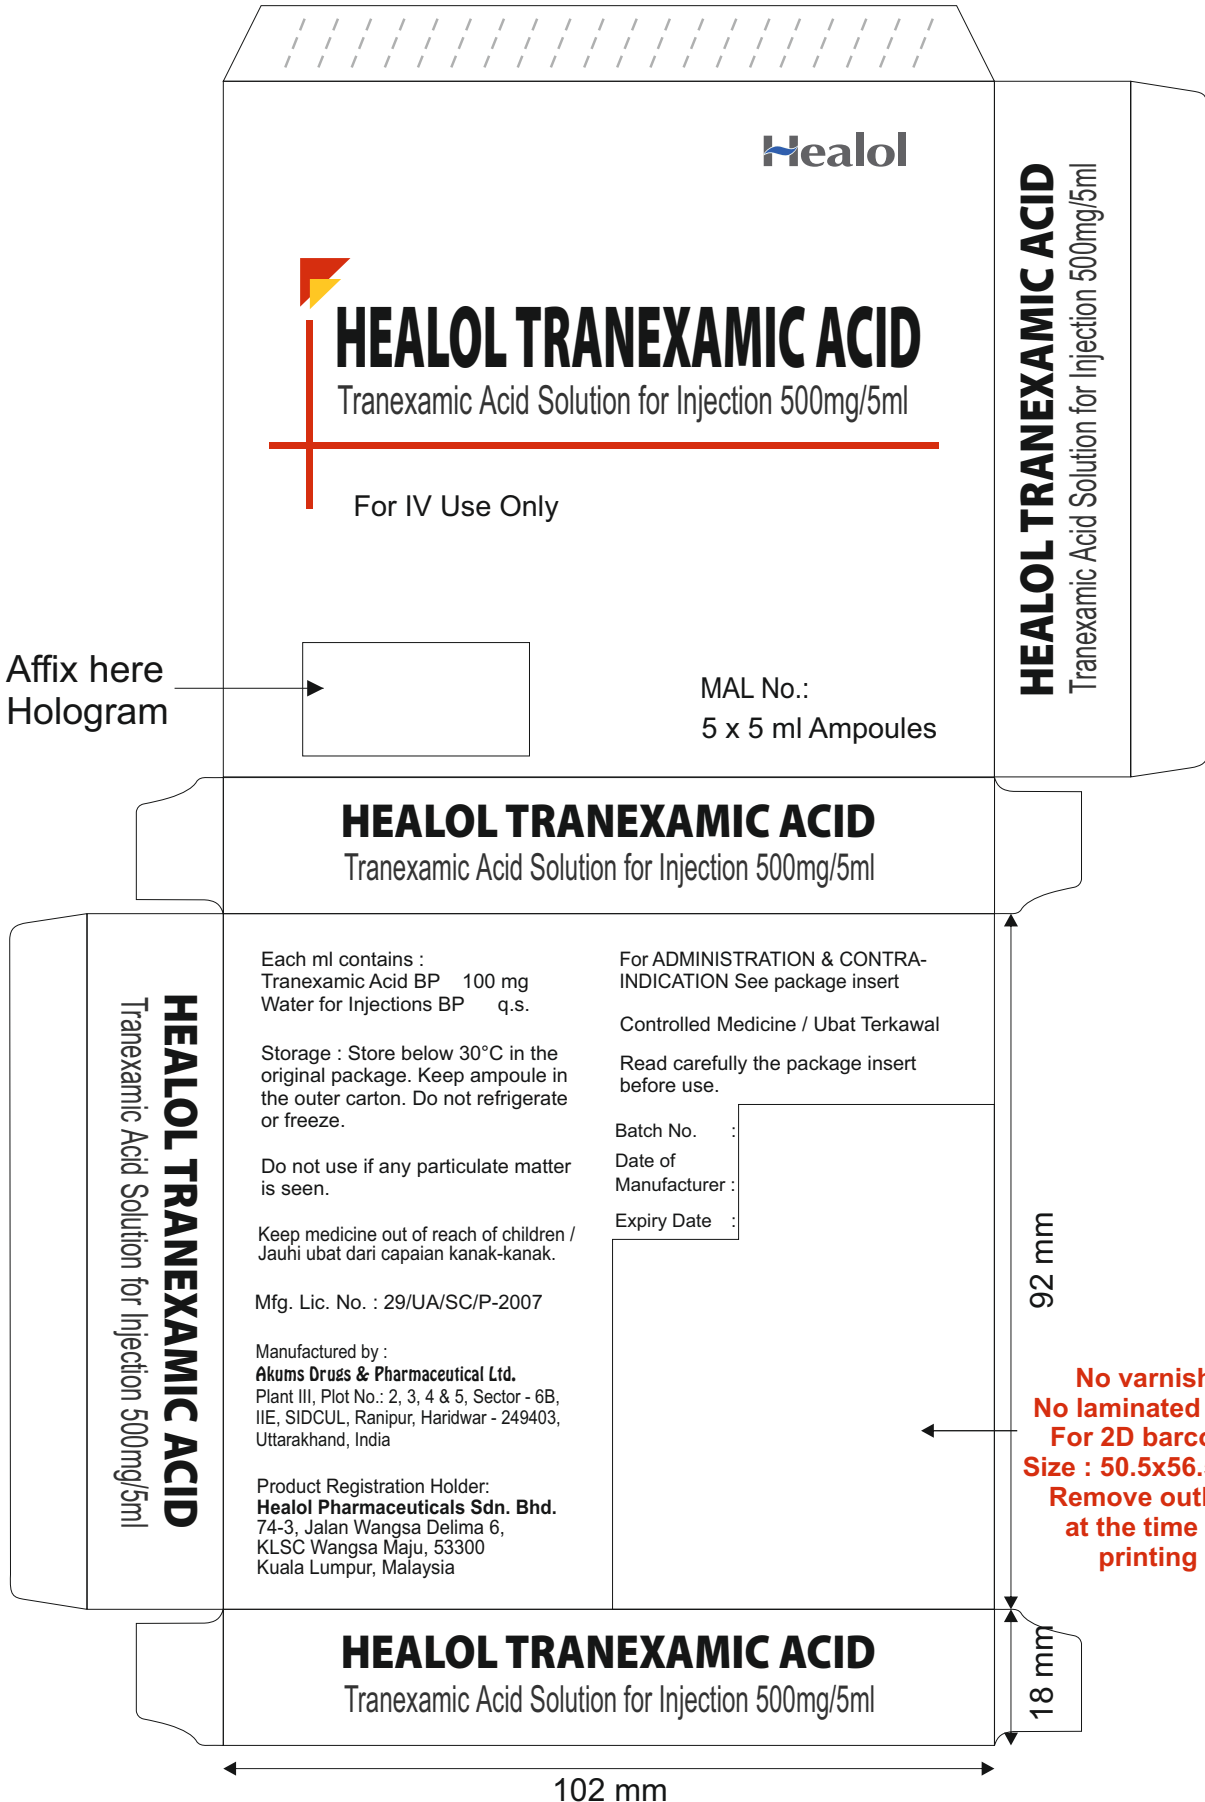 Healol
HEALOL TRANEXAMIC ACID
Tranexamic Acid Solution for Injection 500mg/5ml
For IV Use Only
Affix here
Hologram
MAL No.:
5 x 5 ml Ampoules
HEALOL TRANEXAMIC ACID
Tranexamic Acid Solution for Injection 500mg/5ml
HEALOL TRANEXAMIC ACID
Tranexamic Acid Solution for Injection 500mg/5ml
HEALOL TRANEXAMIC ACID
Tranexamic Acid Solution for Injection 500mg/5ml
Each ml contains :
Tranexamic Acid BP 100 mg
Water for Injections BP q.s.
Storage : Store below 30°C in the
original package. Keep ampoule in
the outer carton. Do not refrigerate
or freeze.
Do not use if any particulate matter
is seen.
Keep medicine out of reach of children /
Jauhi ubat dari capaian kanak-kanak.
Mfg. Lic. No. : 29/UA/SC/P-2007
Manufactured by :
Akums Drugs & Pharmaceutical Ltd.
Plant III, Plot No.: 2, 3, 4 & 5, Sector - 6B,
IIE, SIDCUL, Ranipur, Haridwar - 249403,
Uttarakhand, India
Product Registration Holder:
Healol Pharmaceuticals Sdn. Bhd.
74-3, Jalan Wangsa Delima 6,
KLSC Wangsa Maju, 53300
Kuala Lumpur, Malaysia
For ADMINISTRATION & CONTRA-
INDICATION See package insert
Controlled Medicine / Ubat Terkawal
Read carefully the package insert
before use.
Batch No. :
Date of
Manufacturer :
Expiry Date :
92 mm
No varnish
No laminated
For 2D
Size : 50.5x56.
Remove
at the time
printing
HEALOL TRANEXAMIC ACID
Tranexamic Acid Solution for Injection 500mg/5ml
18 mm
102 mm